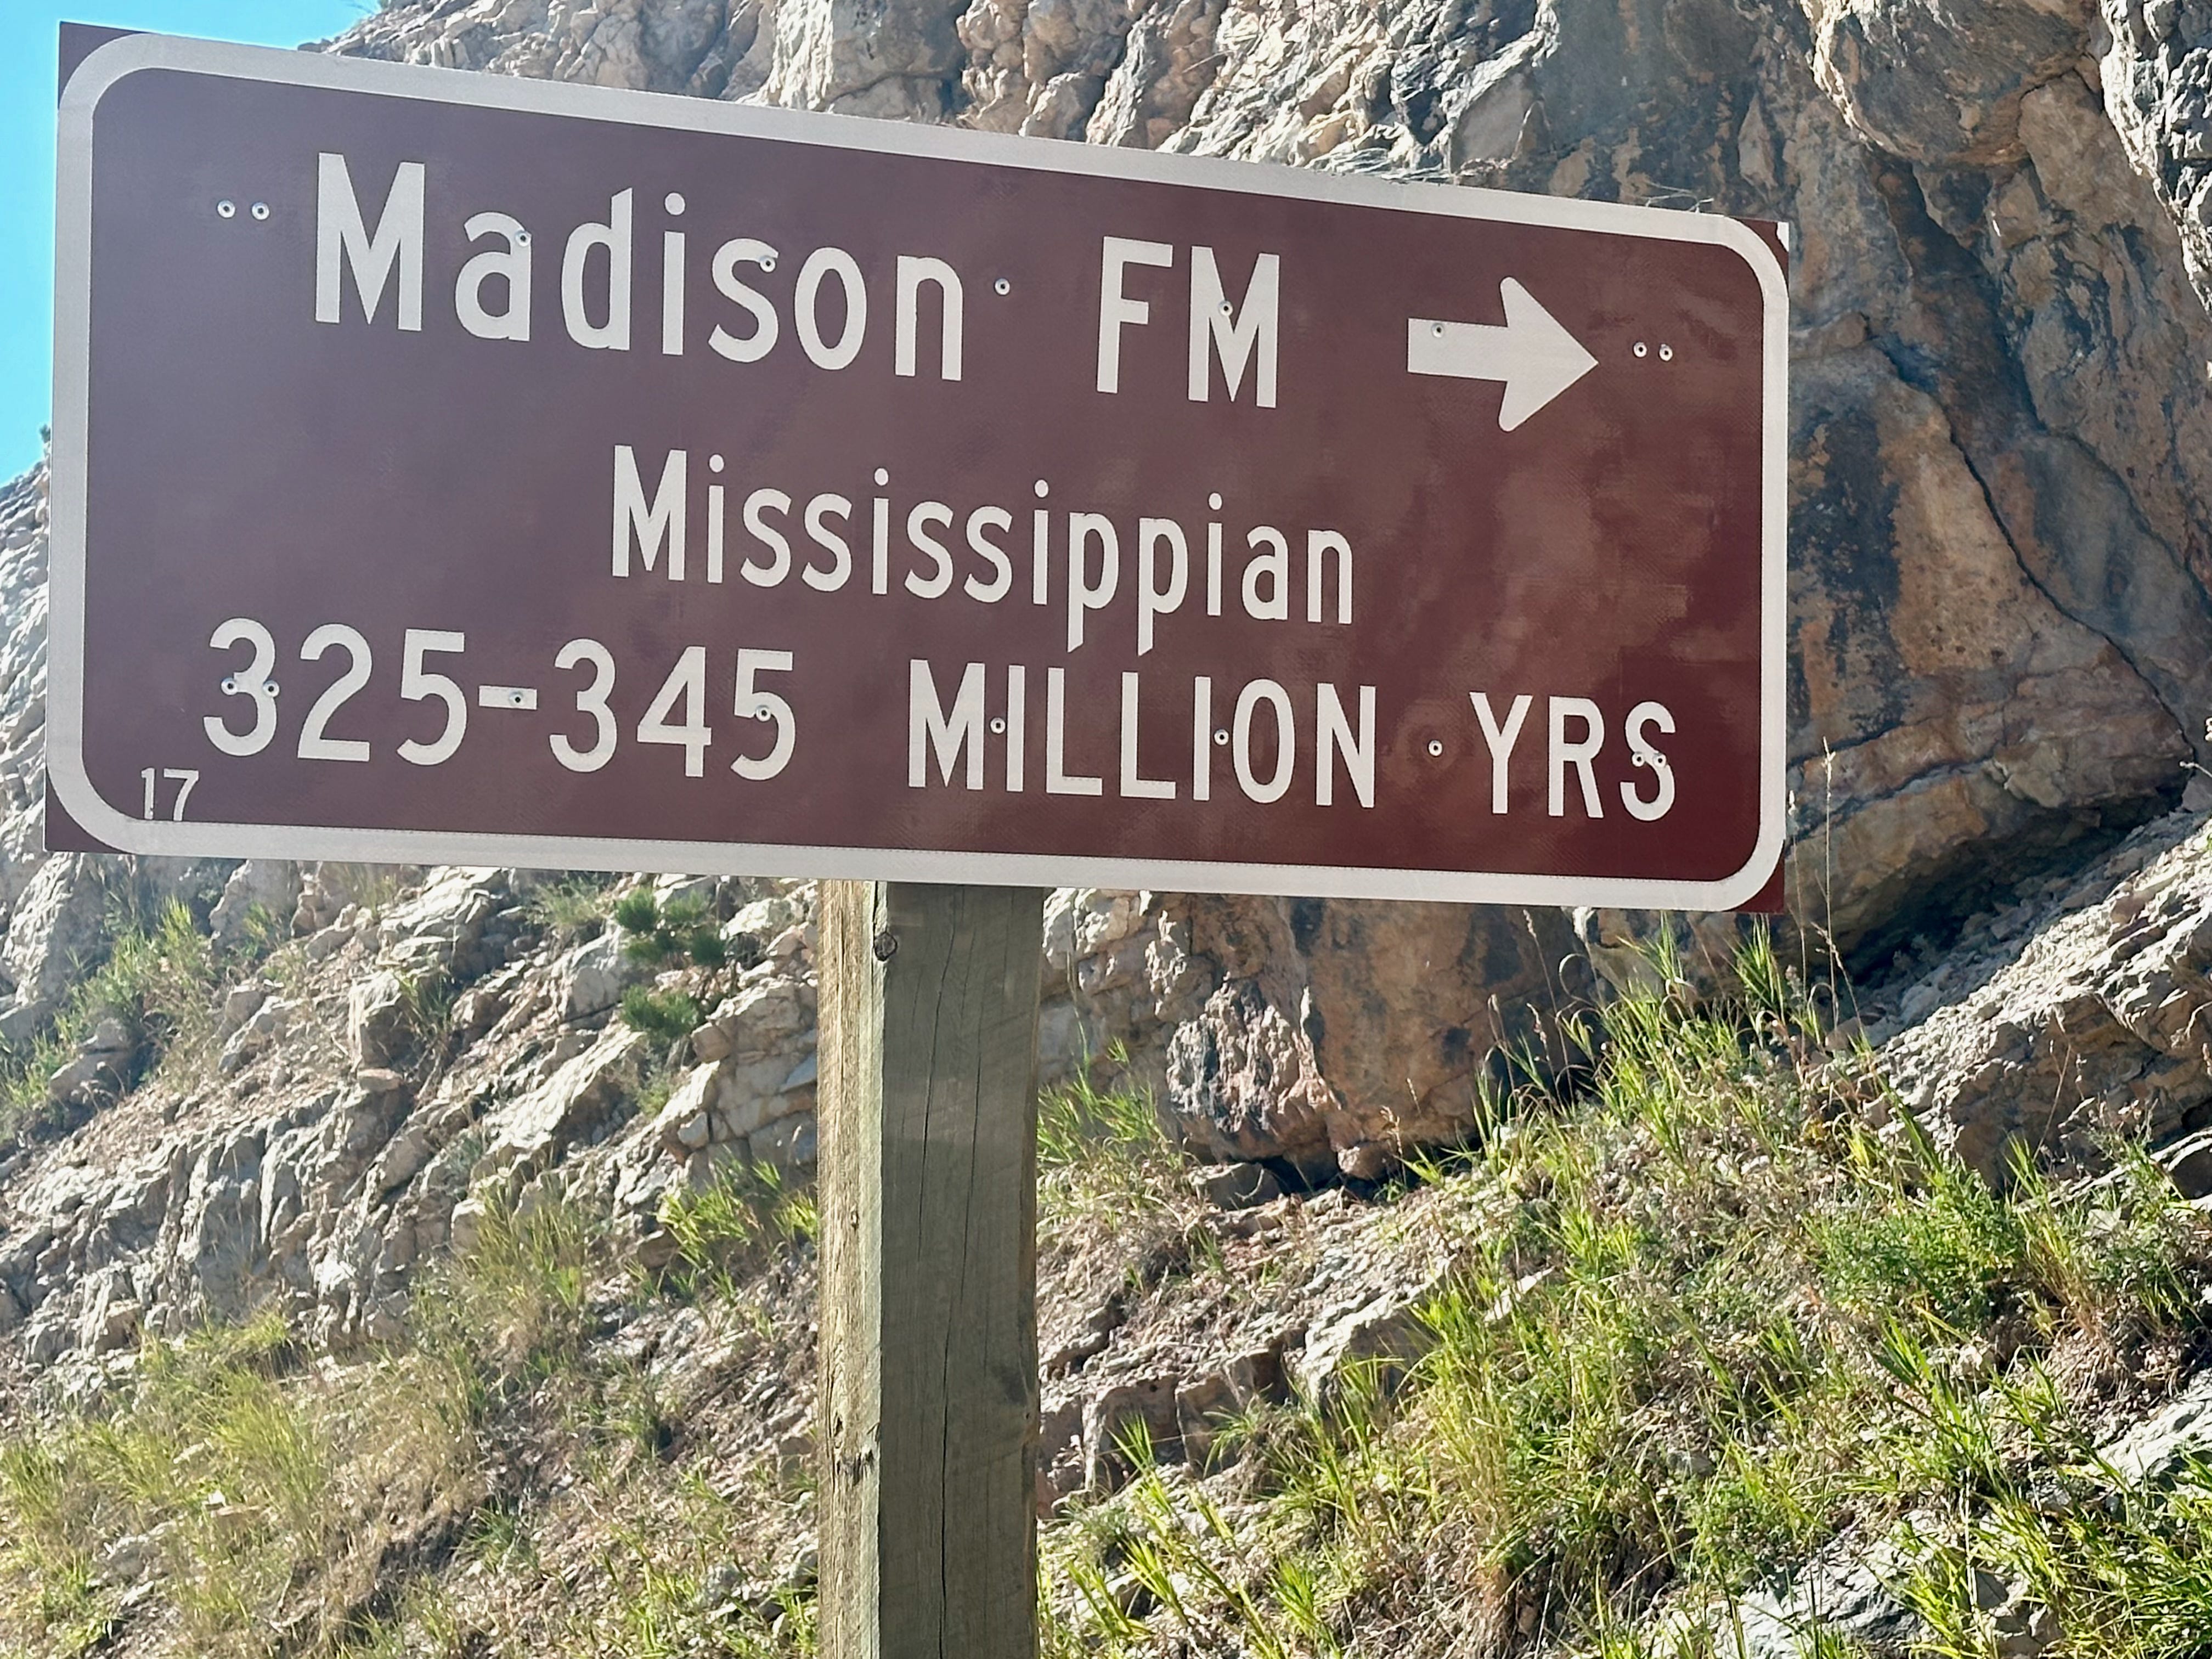 Madison FM →
Mississippian
325-345 MILLION YRS
17